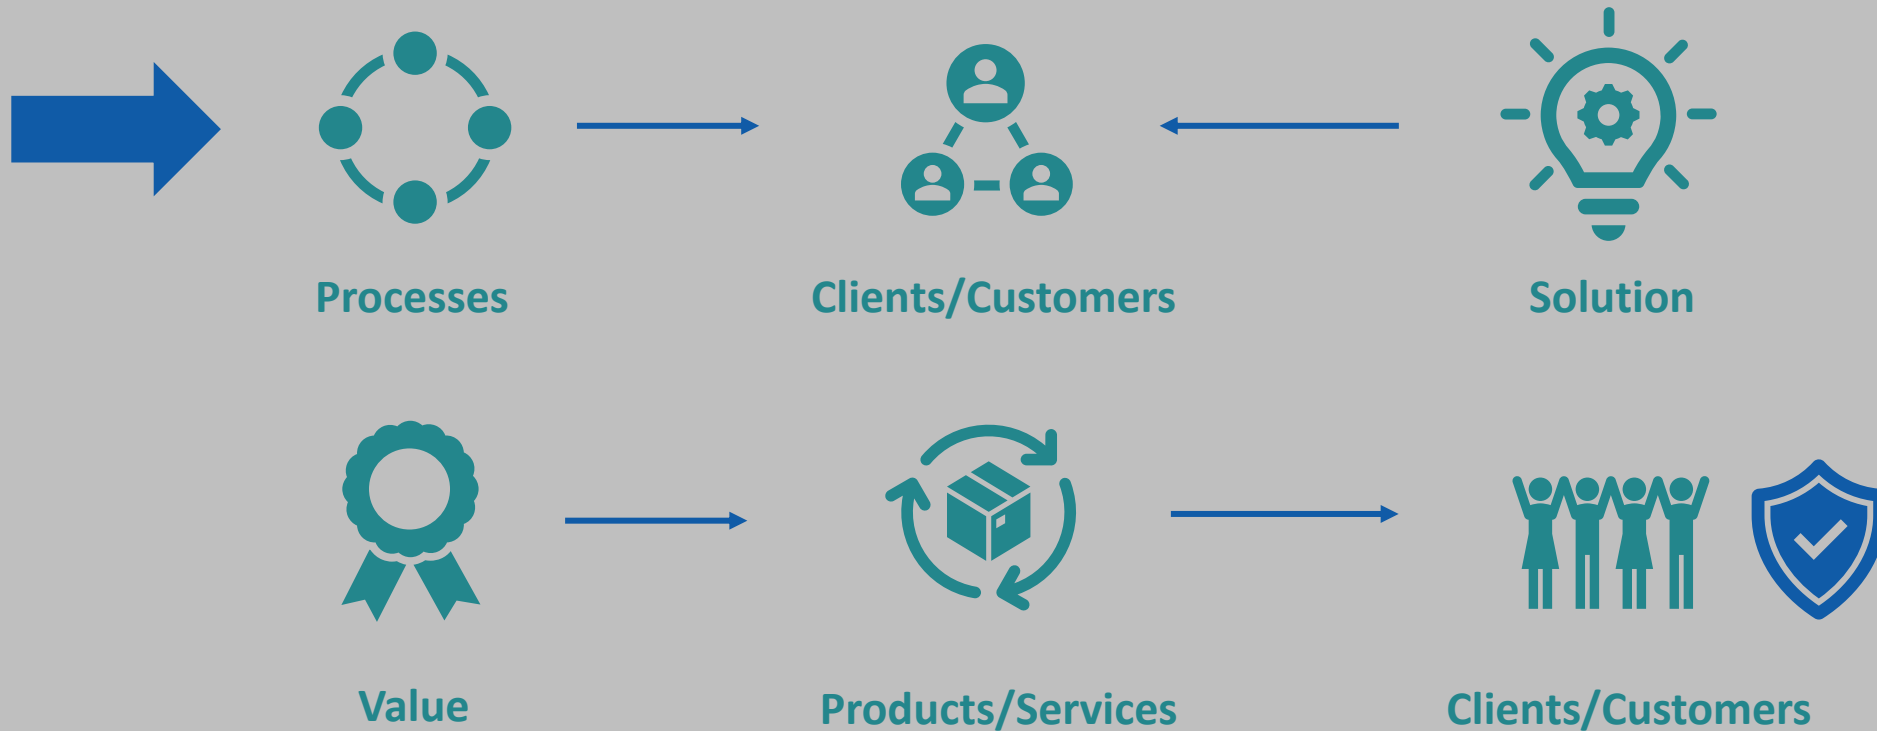 Processes
Clients/Customers
Solution
Value
Products/Services
Clients/Customers